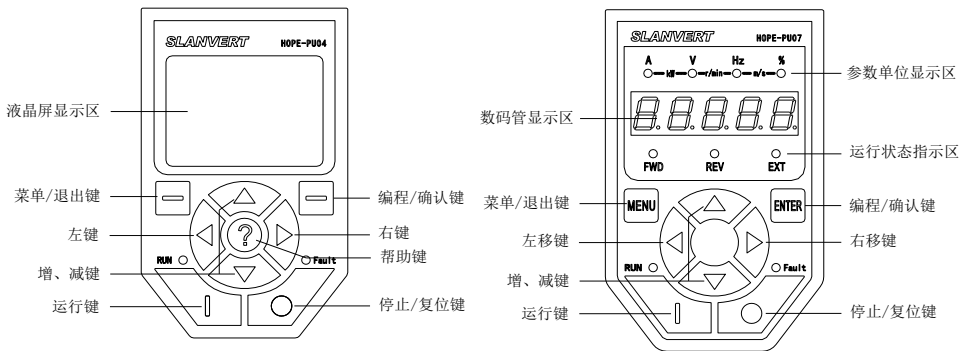 SLANVERT HOPE-PU04
液晶屏显示区
菜单/退出键
编程/确认键
左键
?
右键
帮助键
RUN
Fault
增、减键
运行键
停止/复位键
SLANVERT HOPE-PU07
A V Hz %
kW r/min m/s
参数单位显示区
数码管显示区
8.8.8.8.8.
运行状态指示区
FWD REV EXT
菜单/退出键
MENU
ENTER
编程/确认键
左移键
右移键
RUN
Fault
增、减键
运行键
停止/复位键